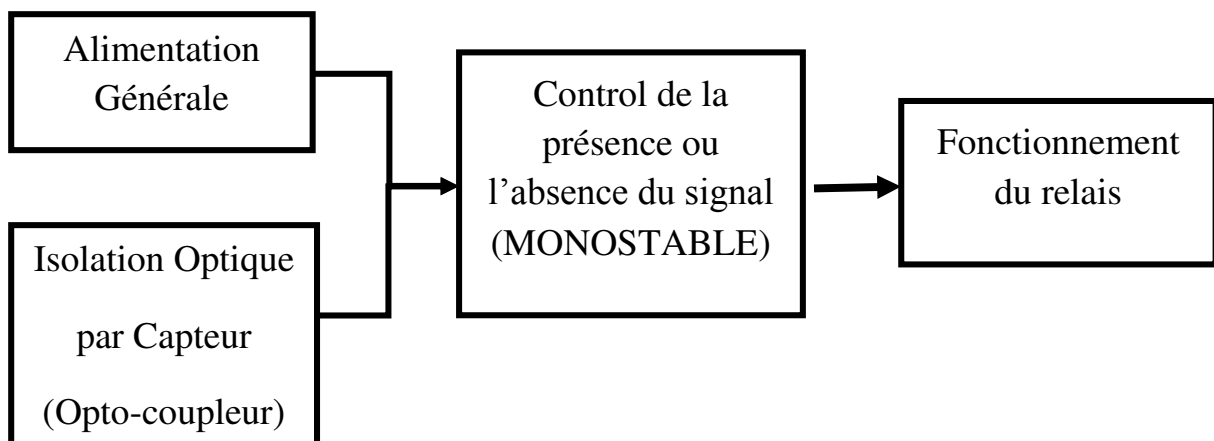 Alimentation
Générale
Isolation Optique
par Capteur
(Opto-coupleur)
Control de la
présence ou
l’absence du signal
(MONOSTABLE)
Fonctionnement
du relais